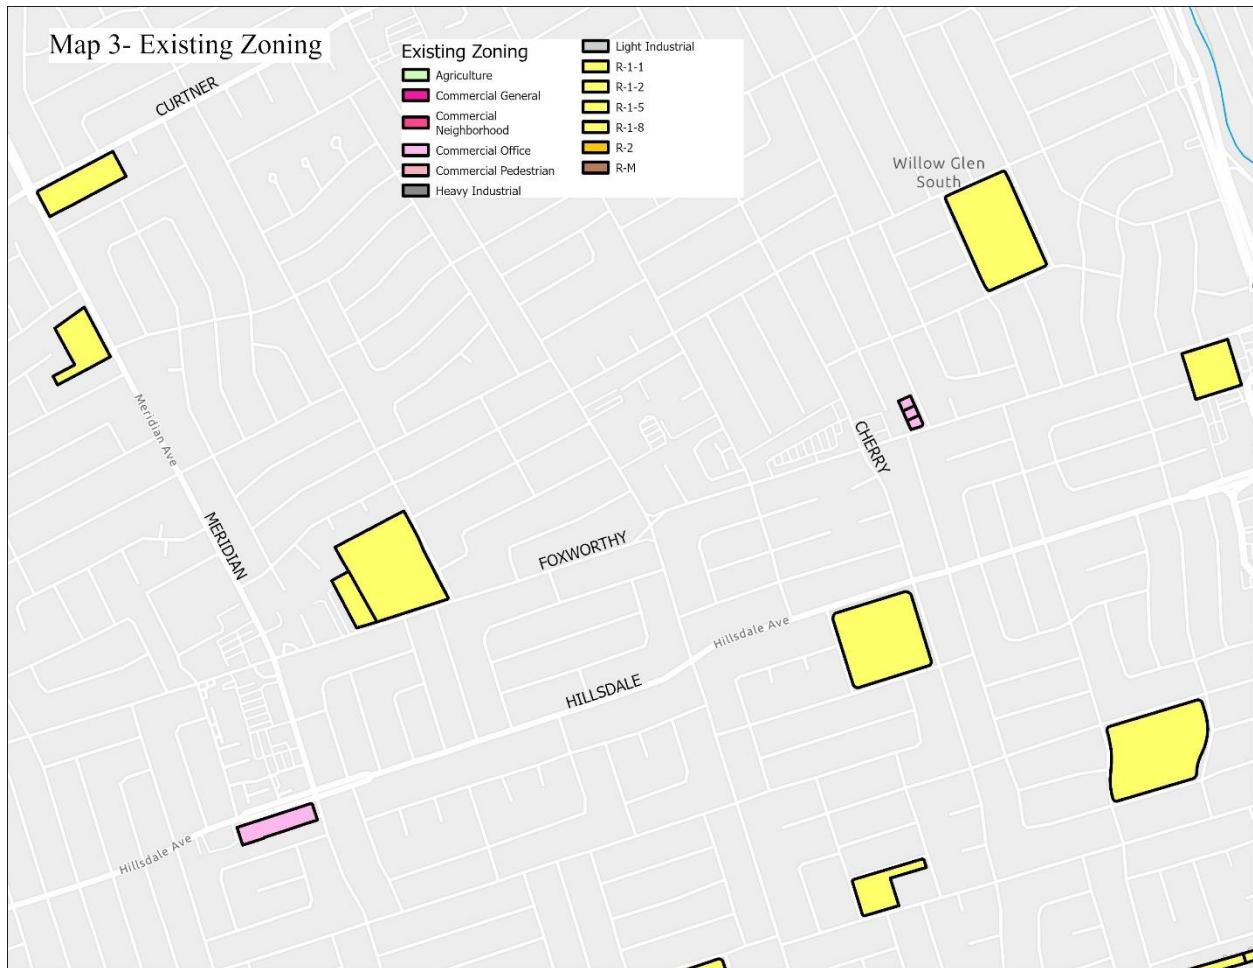 Map 3- Existing Zoning
Existing Zoning
Agriculture
Commercial General
Commercial
Neighborhood
Commercial Office
Commercial Pedestrian
Heavy Industrial
Light Industrial
R-1-1
R-1-2
R-1-5
R-1-8
R-2
R-M
CURTNER
Willow Glen
South
Meridian Ave
CHERRY
MERIDIAN
FOXWORTHY
Hillsdale Ave
HILLSDALE
Hillsdale Ave